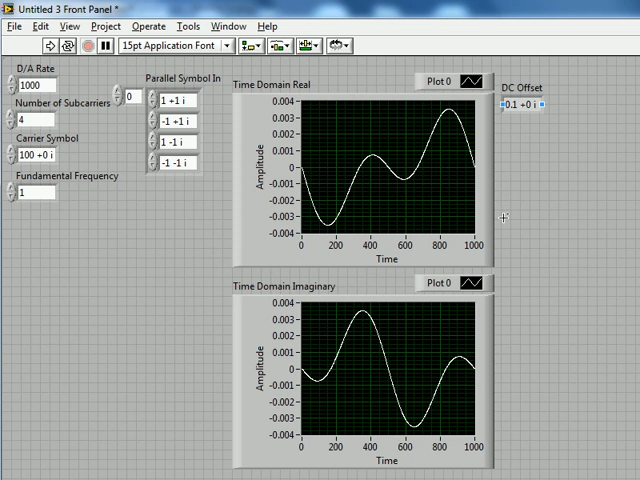 Untitled 3 Front Panel *
File Edit View Project Operate Tools Window Help
15pt Application Font
D/A Rate
1000
Number of Subcarriers
4
Carrier Symbol
100 +0 i
Fundamental Frequency
1
Parallel Symbol In
0
1 +1 i
-1 +1 i
1 -1 i
-1 -1 i
Time Domain Real
Plot 0
0.004
0.003
0.002
0.001
0
-0.001
-0.002
-0.003
-0.004
Amplitude
0 200 400 600 800 1000
Time
DC Offset
0.1 +0 i
Time Domain Imaginary
Plot 0
0.004
0.003
0.002
0.001
0
-0.001
-0.002
-0.003
-0.004
Amplitude
0 200 400 600 800 1000
Time